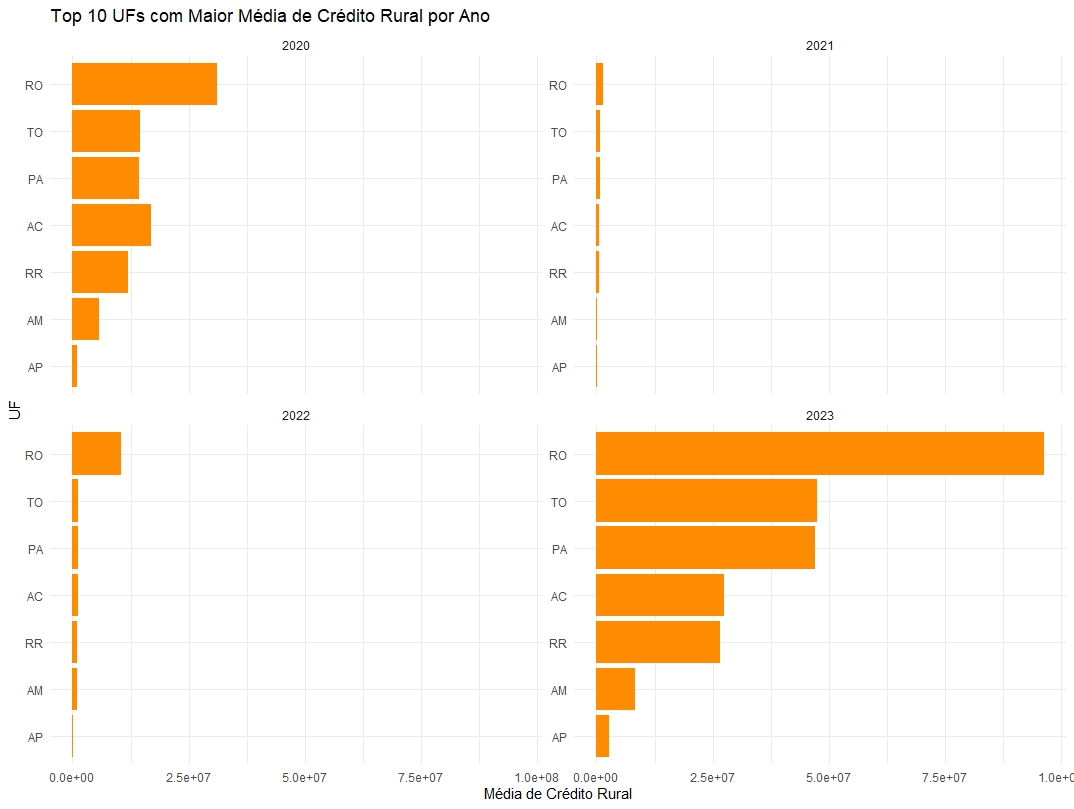 Top 10 UFs com Maior Média de Crédito Rural por Ano
2020
RO
TO
PA
AC
RR
AM
AP
2021
RO
TO
PA
AC
RR
AM
AP
UF
2022
RO
TO
PA
AC
RR
AM
AP
0.0e+00 2.5e+07 5.0e+07 7.5e+07 1.0e+08
2023
RO
TO
PA
AC
RR
AM
AP
0.0e+00 2.5e+07 5.0e+07 7.5e+07 1.0e+0
Média de Crédito Rural